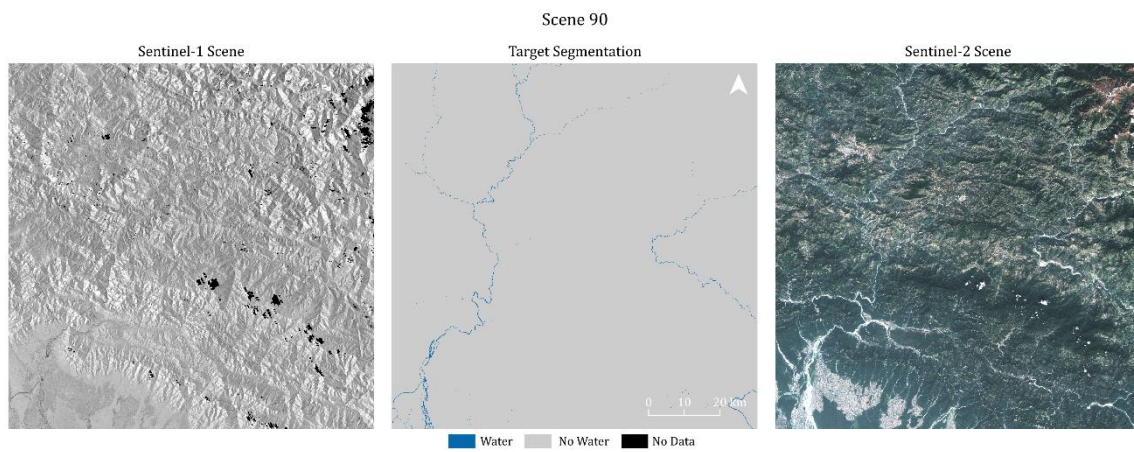 Scene 90
Sentinel-1 Scene
Target Segmentation
Sentinel-2 Scene
0 10 20 km
Water No Water No Data